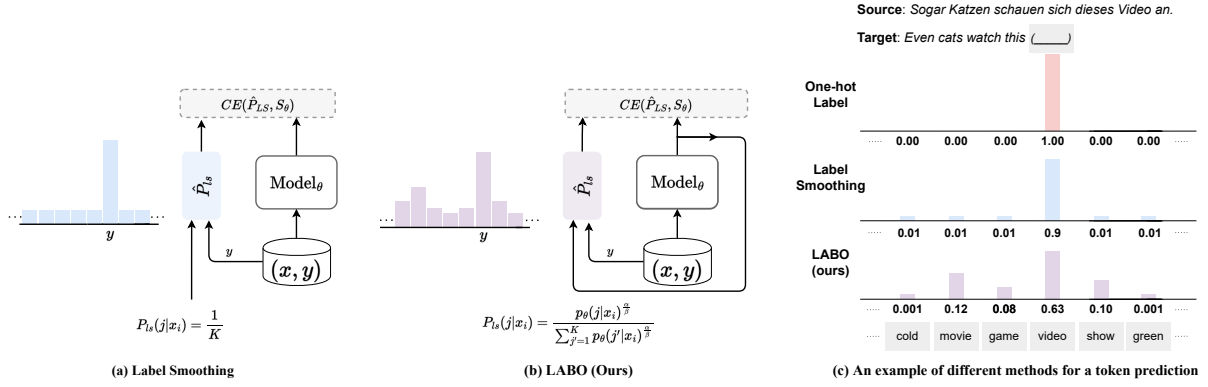 CE(P̂_LS, S_θ)
P̂_ls
Model_θ
... ...
y
y
(x, y)
P_ls(j|x_i) = 1/K
(a) Label Smoothing
CE(P̂_LS, S_θ)
P̂_ls
Model_θ
... ...
y
y
(x, y)
P_ls(j|x_i) = p_θ(j|x_i)^(α/β) / ∑_{j'=1}^{K} p_θ(j'|x_i)^(α/β)
(b) LABO (Ours)
Source: Sogar Katzen schauen sich dieses Video an.
Target: Even cats watch this (_____)
One-hot
Label
..... 0.00 0.00 0.00 1.00 0.00 0.00 .....
Label
Smoothing
..... 0.01 0.01 0.01 0.9 0.01 0.01 .....
LABO
(ours)
..... 0.001 0.12 0.08 0.63 0.10 0.001 .....
..... cold movie game video show green .....
(c) An example of different methods for a token prediction